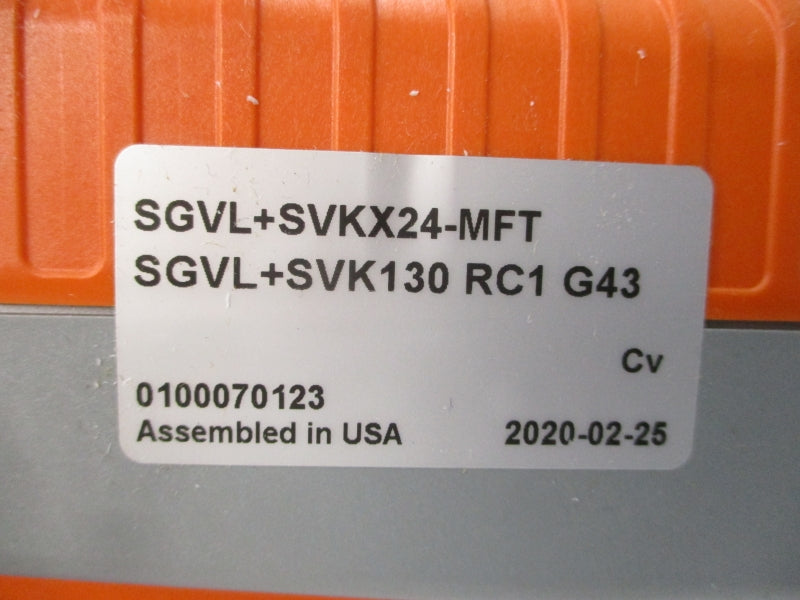 SGVL+SVKX24-MFT
SGVL+SVK130 RC1 G43
Cv
0100070123
Assembled in USA 2020-02-25